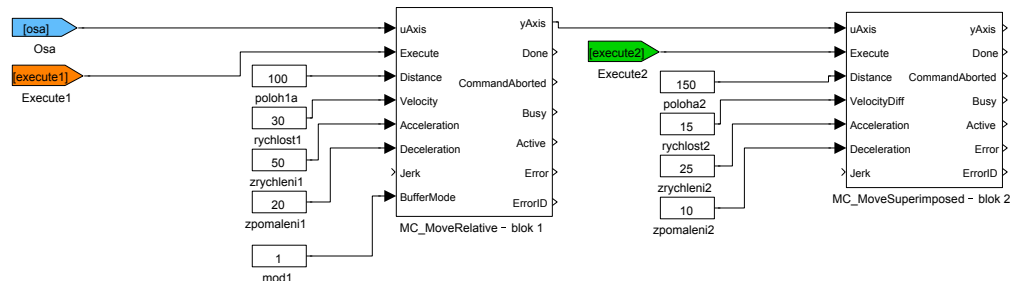 [osa]
Osa
[execute1]
Execute1
100
poloh1a
30
rychlost1
50
zrychleni1
20
zpomaleni1
1
mod1
uAxis
Execute
Distance
Velocity
Acceleration
Deceleration
Jerk
BufferMode
yAxis
Done
CommandAborted
Busy
Active
Error
ErrorID
MC_MoveRelative - blok 1
[execute2]
Execute2
150
poloha2
15
rychlost2
25
zrychleni2
10
zpomaleni2
uAxis
Execute
Distance
VelocityDiff
Acceleration
Deceleration
Jerk
yAxis
Done
CommandAborted
Busy
Active
Error
ErrorID
MC_MoveSuperimposed - blok 2